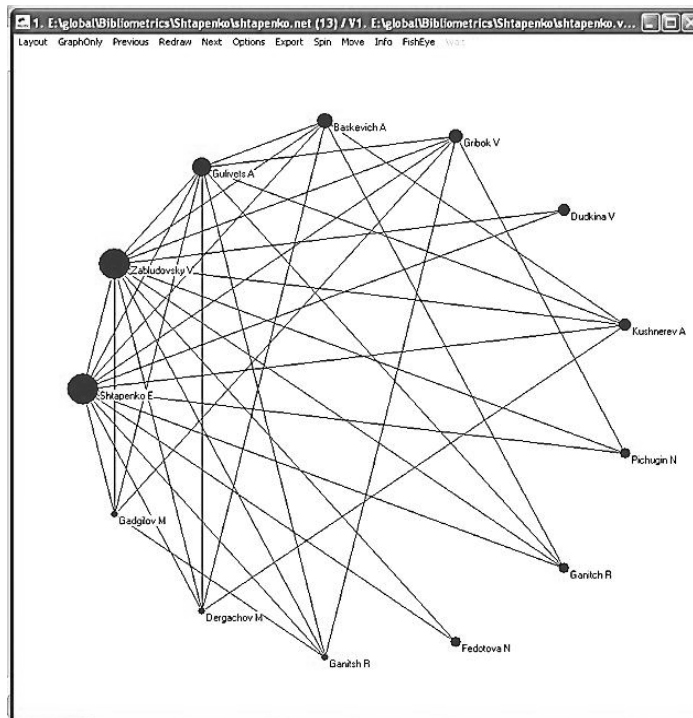 1. E:\global\Bibliometrics\Shtapenko\shtapenko.net (13) / V1. E:\global\Bibliometrics\Shtapenko\shtapenko.v...
Layout GraphOnly Previous Redraw Next Options Export Spin Move Info FishEye
Baskevich A
Gribok V
Gulivets A
Dudkina V
Zabludovsky V
Kushnerev A
Shtapenko E
Pichugin N
Gadgilov M
Ganitch R
Dergachov M
Fedotova N
Ganitsh R